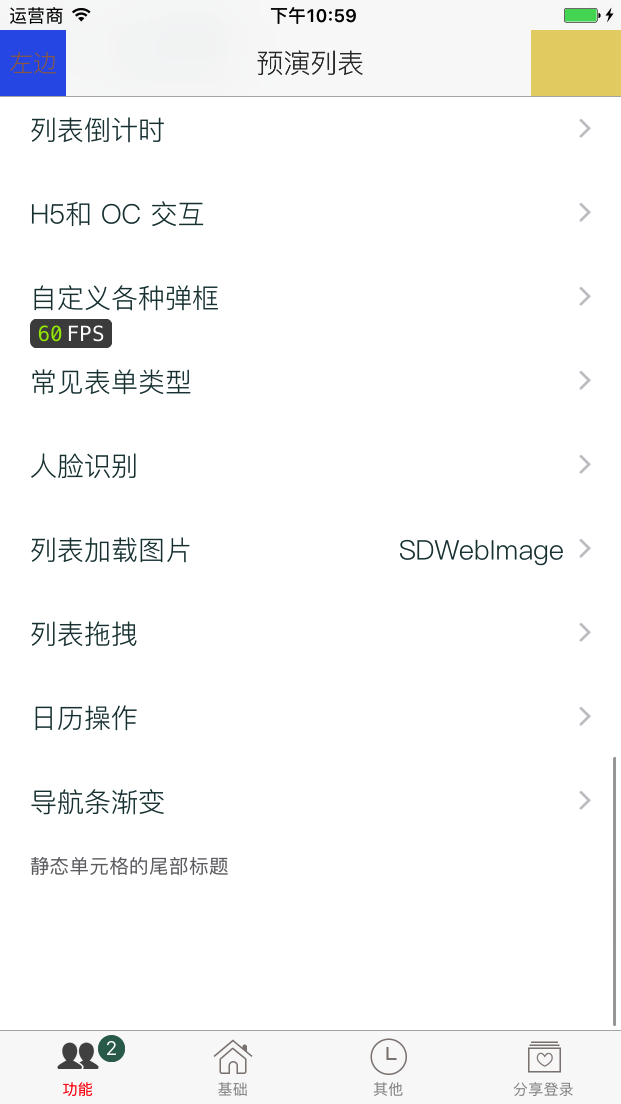 运营商 下午10:59
左边 预演列表
列表倒计时
H5和 OC 交互
自定义各种弹框
60 FPS
常见表单类型
人脸识别
列表加载图片 SDWebImage
列表拖拽
日历操作
导航条渐变
静态单元格的尾部标题
2
功能 基础 其他 分享登录